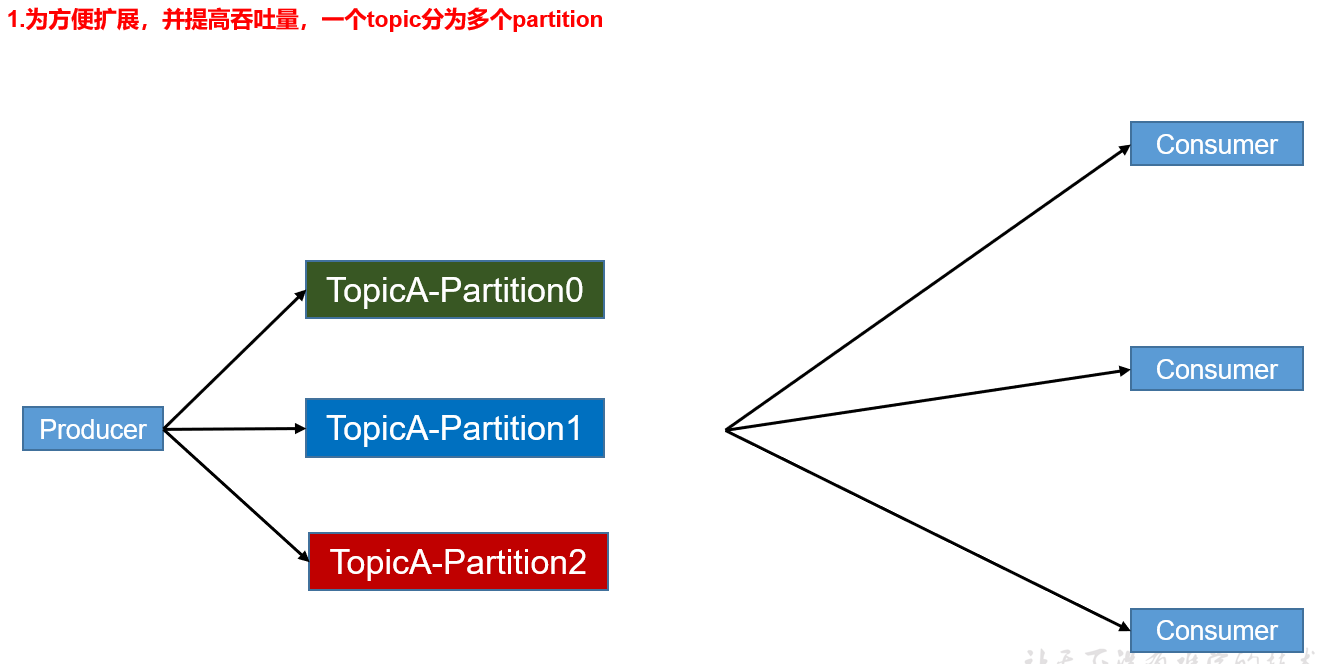 1.为方便扩展，并提高吞吐量，一个topic分为多个partition
Consumer
TopicA-Partition0
Consumer
Producer
TopicA-Partition1
TopicA-Partition2
Consumer